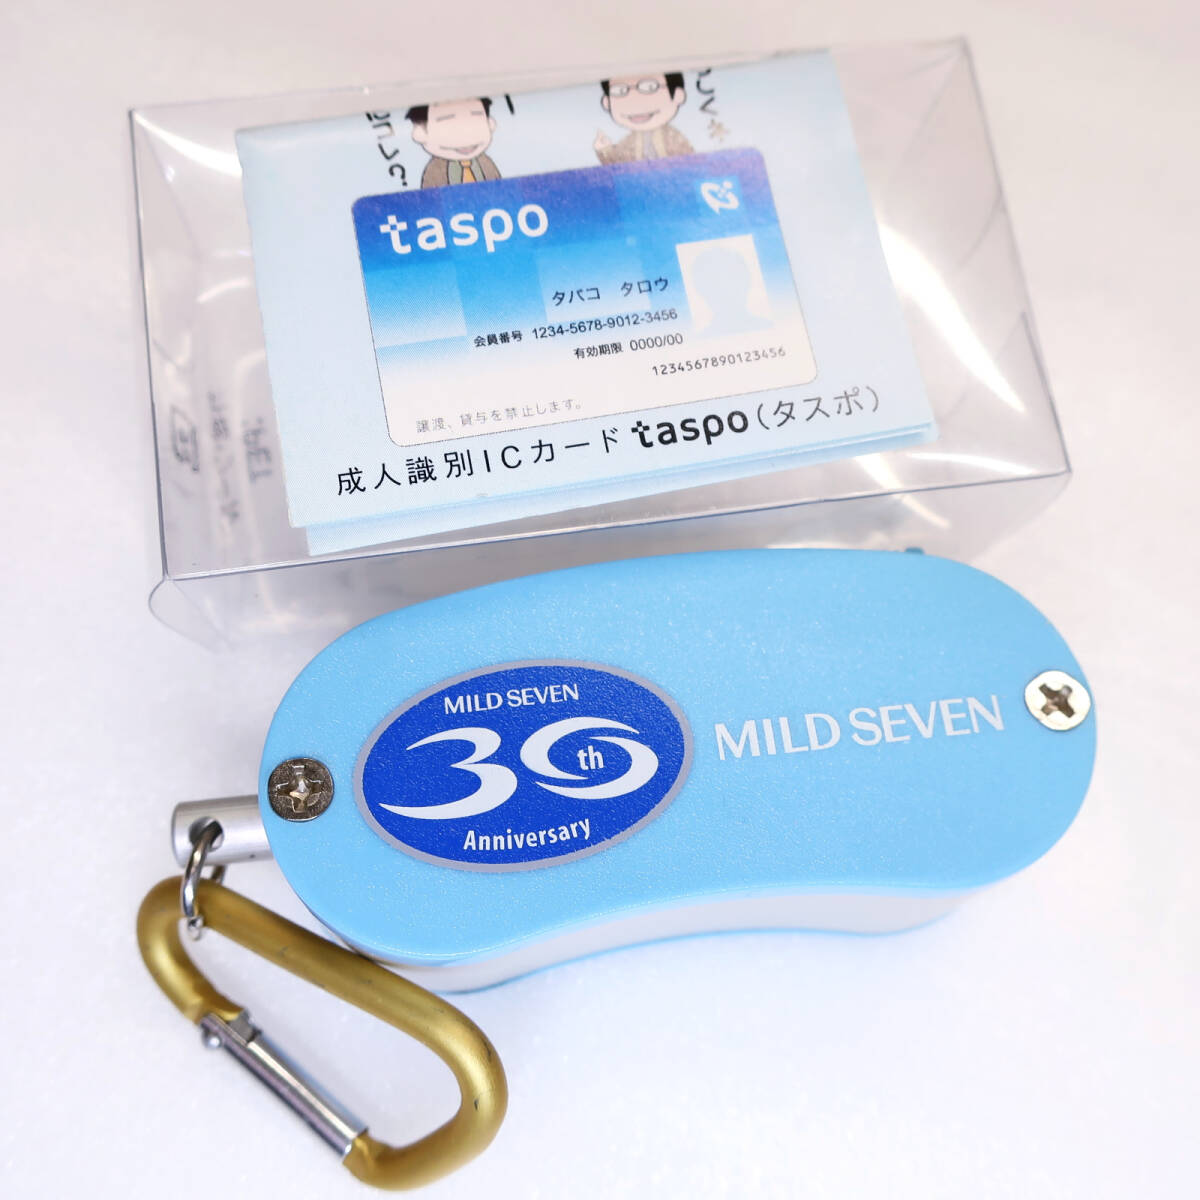 taspo
タバコ タロウ
会員番号 1234-5678-9012-3456
有効期限 0000/00
1234567890123456
譲渡、貸与を禁止します。
成人識別ICカード taspo(タスポ)
MILD SEVEN
30th
Anniversary
MILD SEVEN